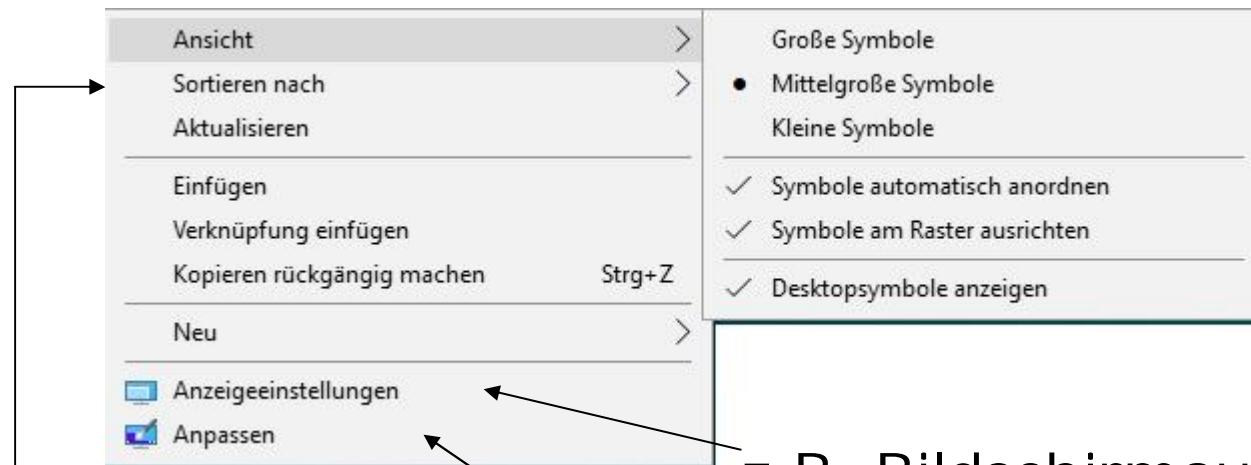 Ansicht
Sortieren nach
Aktualisieren
Einfügen
Verknüpfung einfügen
Kopieren rückgängig machen Strg+Z
Neu
Anzeigeeinstellungen
Anpassen
Große Symbole
Mittelgroße Symbole
Kleine Symbole
Symbole automatisch anordnen
Symbole am Raster ausrichten
Desktopsymbole anzeigen